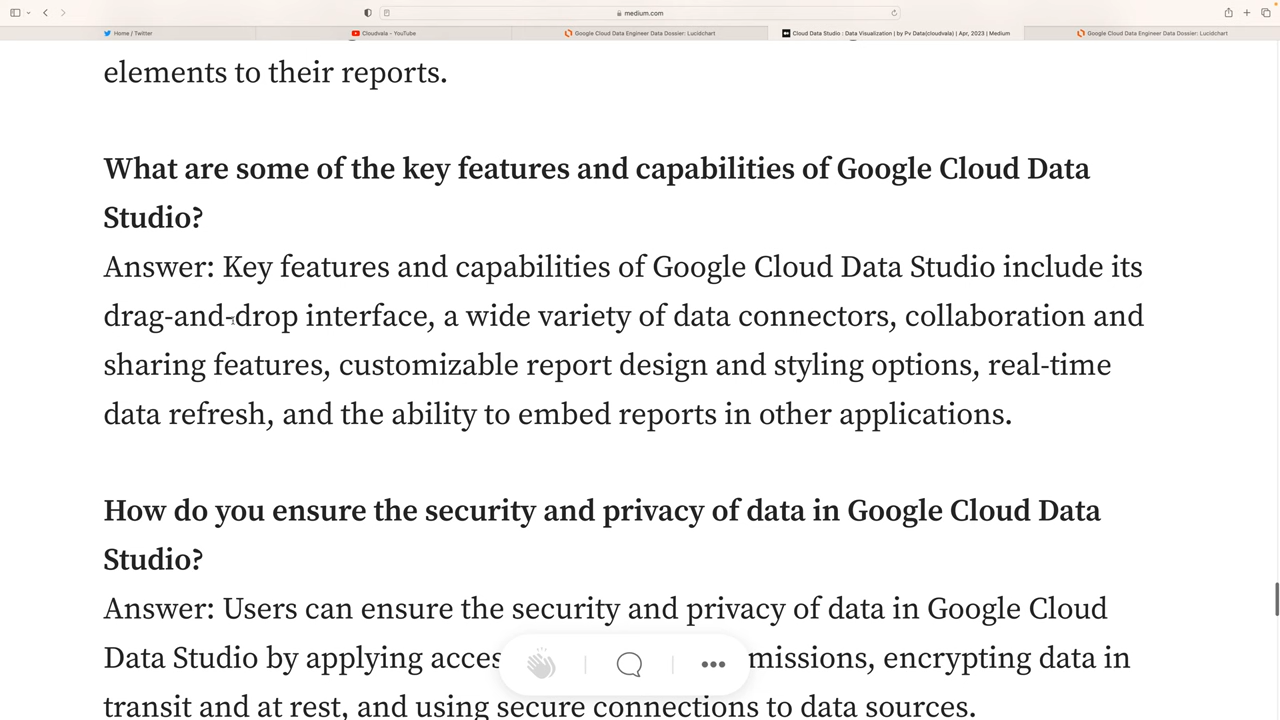 medium.com
Home / Twitter
Cloudvala - YouTube
Google Cloud Data Engineer Data Dossier: Lucidchart
Cloud Data Studio : Data Visualization | by Pv Data(cloudvala) | Apr, 2023 | Medium
Google Cloud Data Engineer Data Dossier: Lucidchart
elements to their reports.
What are some of the key features and capabilities of Google Cloud Data
Studio?
Answer: Key features and capabilities of Google Cloud Data Studio include its
drag-and-drop interface, a wide variety of data connectors, collaboration and
sharing features, customizable report design and styling options, real-time
data refresh, and the ability to embed reports in other applications.
How do you ensure the security and privacy of data in Google Cloud Data
Studio?
Answer: Users can ensure the security and privacy of data in Google Cloud
Data Studio by applying encrypting data in
transit and at rest, and using secure connections to data sources.